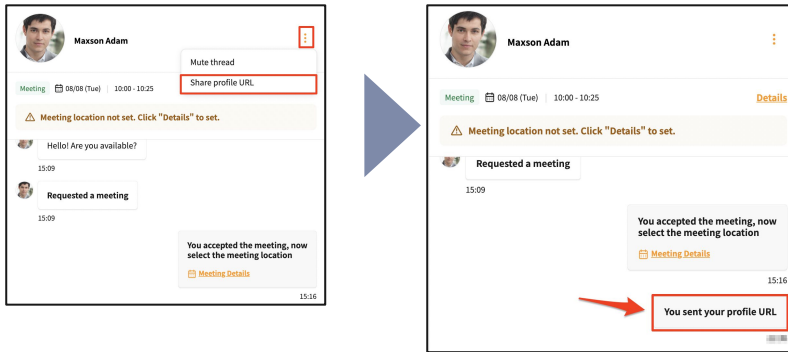 Maxson Adam
Mute thread
Share profile URL
Meeting 08/08 (Tue) | 10:00 - 10:25
Meeting location not set. Click "Details" to set.
Hello! Are you available?
15:09
Requested a meeting
15:09
You accepted the meeting, now
select the meeting location
Meeting Details
15:16
Maxson Adam
Meeting 08/08 (Tue) | 10:00 - 10:25 Details
Meeting location not set. Click "Details" to set.
Requested a meeting
15:09
You accepted the meeting, now
select the meeting location
Meeting Details
15:16
You sent your profile URL